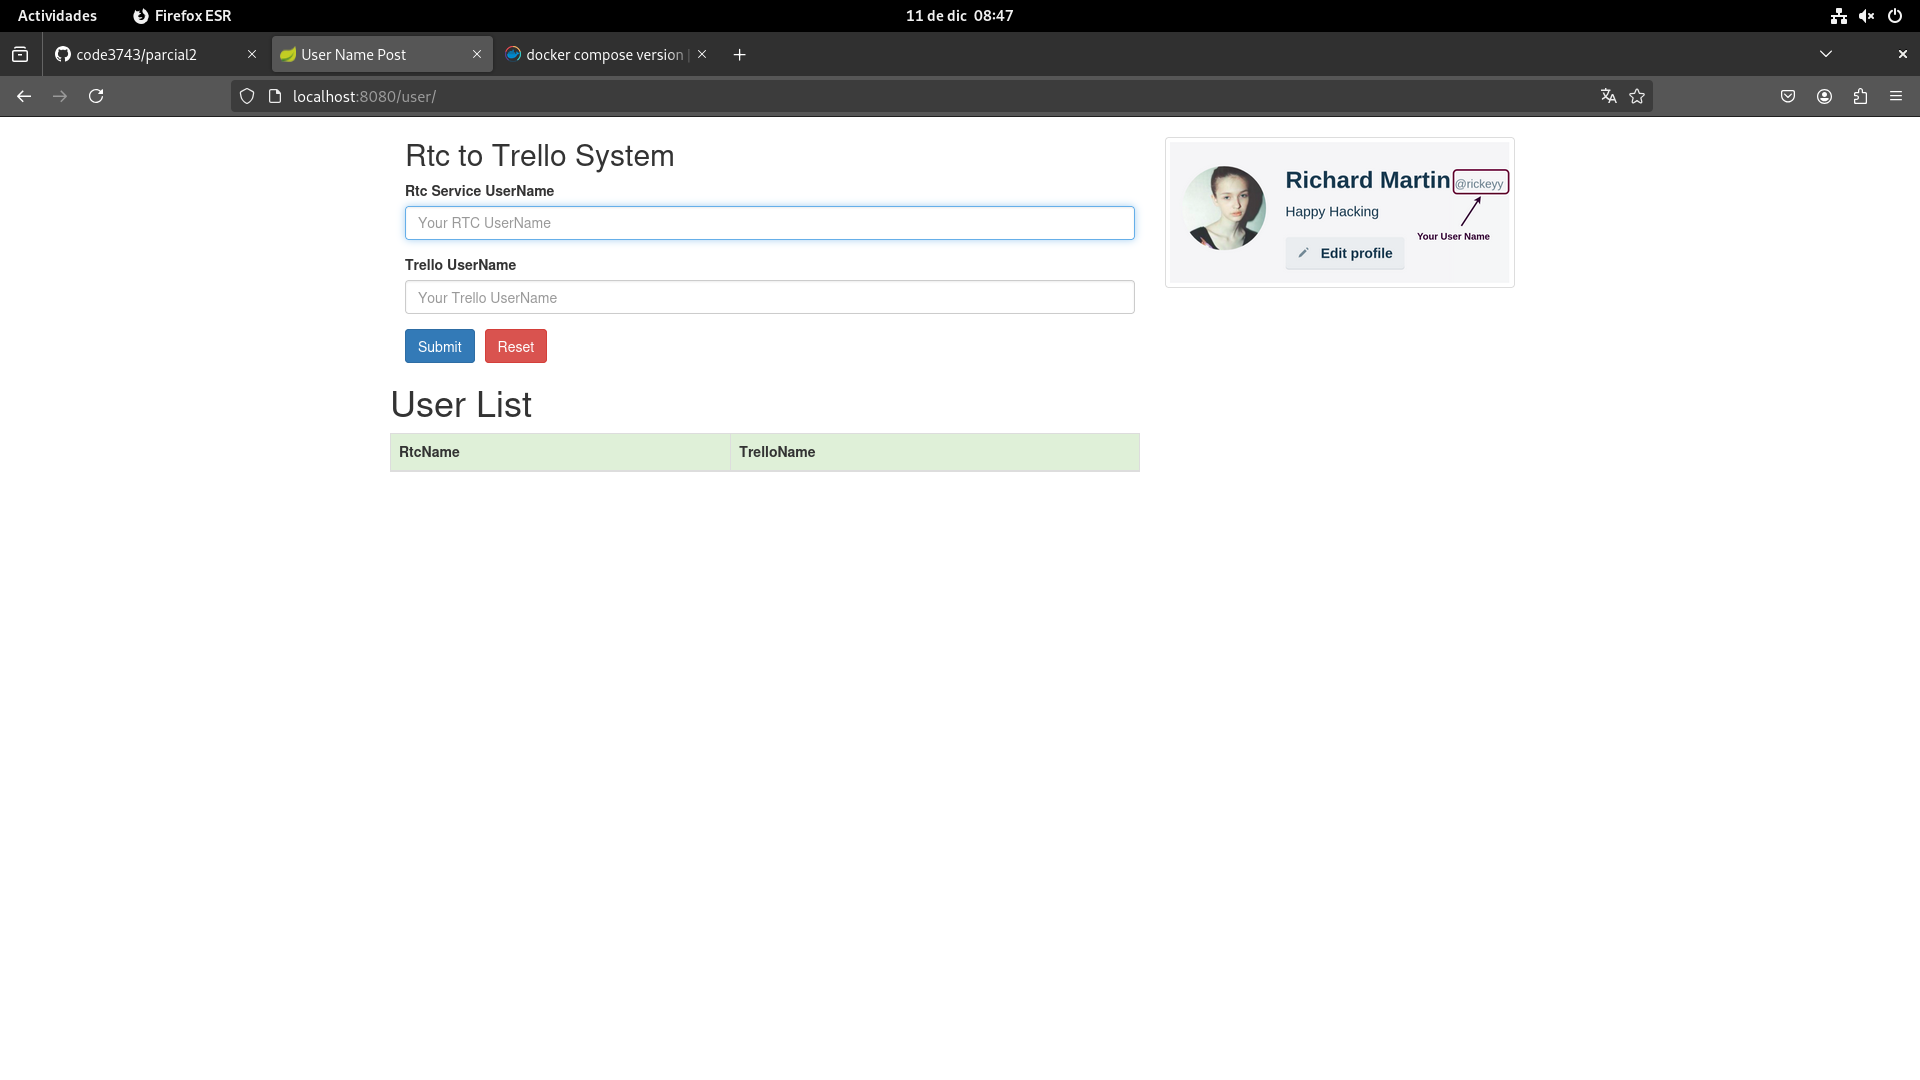 Actividades
Firefox ESR
11 de dic 08:47
code3743/parcial2
User Name Post
docker compose version |
localhost:8080/user/
Rtc to Trello System
Rtc Service UserName
Your RTC UserName
Trello UserName
Your Trello UserName
Submit
Reset
Richard Martin @rickeyy
Happy Hacking
Your User Name
Edit profile
User List
RtcName TrelloName